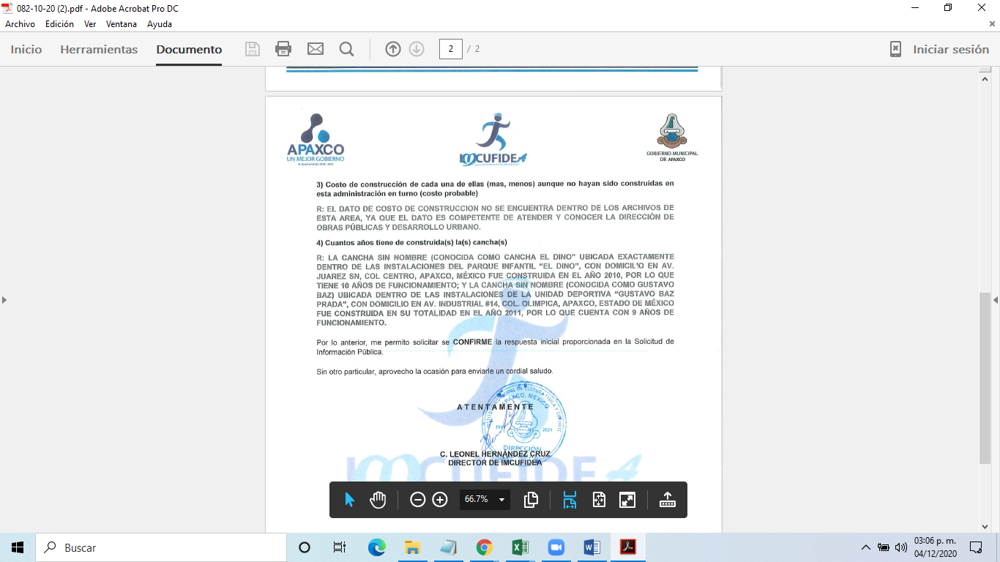 082-10-20 (2).pdf - Adobe Acrobat Pro DC
Archivo Edición Ver Ventana Ayuda
Inicio Herramientas Documento 2 / 2 Iniciar sesión
APAXCO
UN MEJOR GOBIERNO
H. Ayuntamiento 2019 - 2021
IMCUFIDEA
GOBIERNO MUNICIPAL
DE APAXCO
3) Costo de construcción de cada una de ellas (mas, menos) aunque no hayan sido construidas en
esta administración en turno (costo probable)
R: EL DATO DE COSTO DE CONSTRUCCION NO SE ENCUENTRA DENTRO DE LOS ARCHIVOS DE
ESTA AREA, YA QUE EL DATO ES COMPETENTE DE ATENDER Y CONOCER LA DIRECCIÓN DE
OBRAS PÚBLICAS Y DESARROLLO URBANO.
4) Cuantos años tiene de construida(s) la(s) cancha(s)
R: LA CANCHA SIN NOMBRE (CONOCIDA COMO CANCHA EL DINO" UBICADA EXACTAMENTE
DENTRO DE LAS INSTALACIONES DEL PARQUE INFANTIL "EL DINO", CON DOMICILIO EN AV.
JUAREZ SN, COL CENTRO, APAXCO, MÉXICO FUE CONSTRUIDA EN EL AÑO 2010, POR LO QUE
TIENE 10 AÑOS DE FUNCIONAMIENTO; Y LA CANCHA SIN NOMBRE (CONOCIDA COMO GUSTAVO
BAZ) UBICADA DENTRO DE LAS INSTALACIONES DE LA UNIDAD DEPORTIVA "GUSTAVO BAZ
PRADA", CON DOMICILIO EN AV. INDUSTRIAL #14, COL. OLIMPICA, APAXCO, ESTADO DE MÉXICO
FUE CONSTRUIDA EN SU TOTALIDAD EN EL AÑO 2011, POR LO QUE CUENTA CON 9 AÑOS DE
FUNCIONAMIENTO.
Por lo anterior, me permito solicitar se CONFIRME la respuesta inicial proporcionada en la Solicitud de
Información Pública.
Sin otro particular, aprovecho la ocasión para enviarle un cordial saludo.
A T E N T A M E N T E
INSTITUTO MUNICIPAL DE CULTURA FISICA Y DEPORTE
APAXCO, MEXICO
2021
DIRECCIÓN
C. LEONEL HERNÁNDEZ CRUZ
DIRECTOR DE IMCUFIDEA
IMCUFIDEA
66.7%
Buscar
03:06 p. m.
04/12/2020